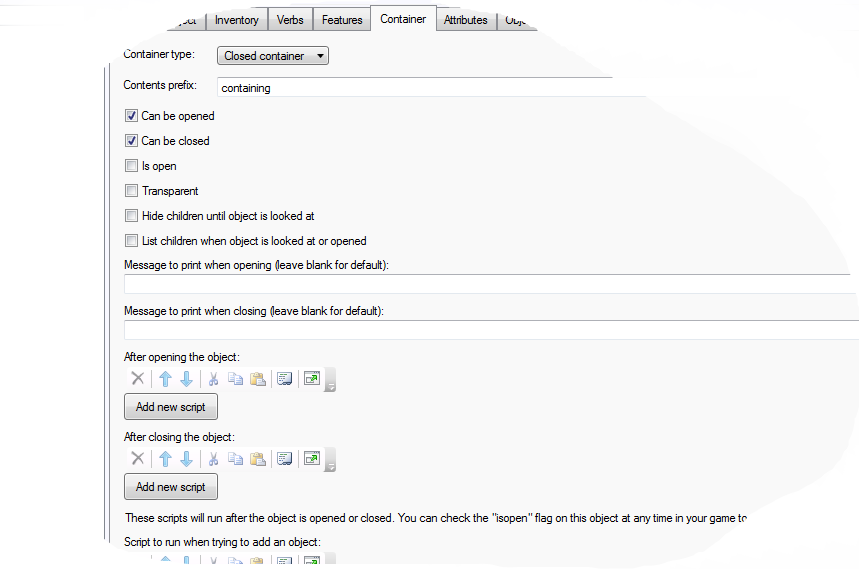 Inventory Verbs Features Container Attributes
Container type: Closed container
Contents prefix: containing
Can be opened
Can be closed
Is open
Transparent
Hide children until object is looked at
List children when object is looked at or opened
Message to print when opening (leave blank for default):
Message to print when closing (leave blank for default):
After opening the object:
Add new script
After closing the object:
Add new script
These scripts will run after the object is opened or closed. You can check the "isopen" flag on this object at any time in your game to
Script to run when trying to add an object: